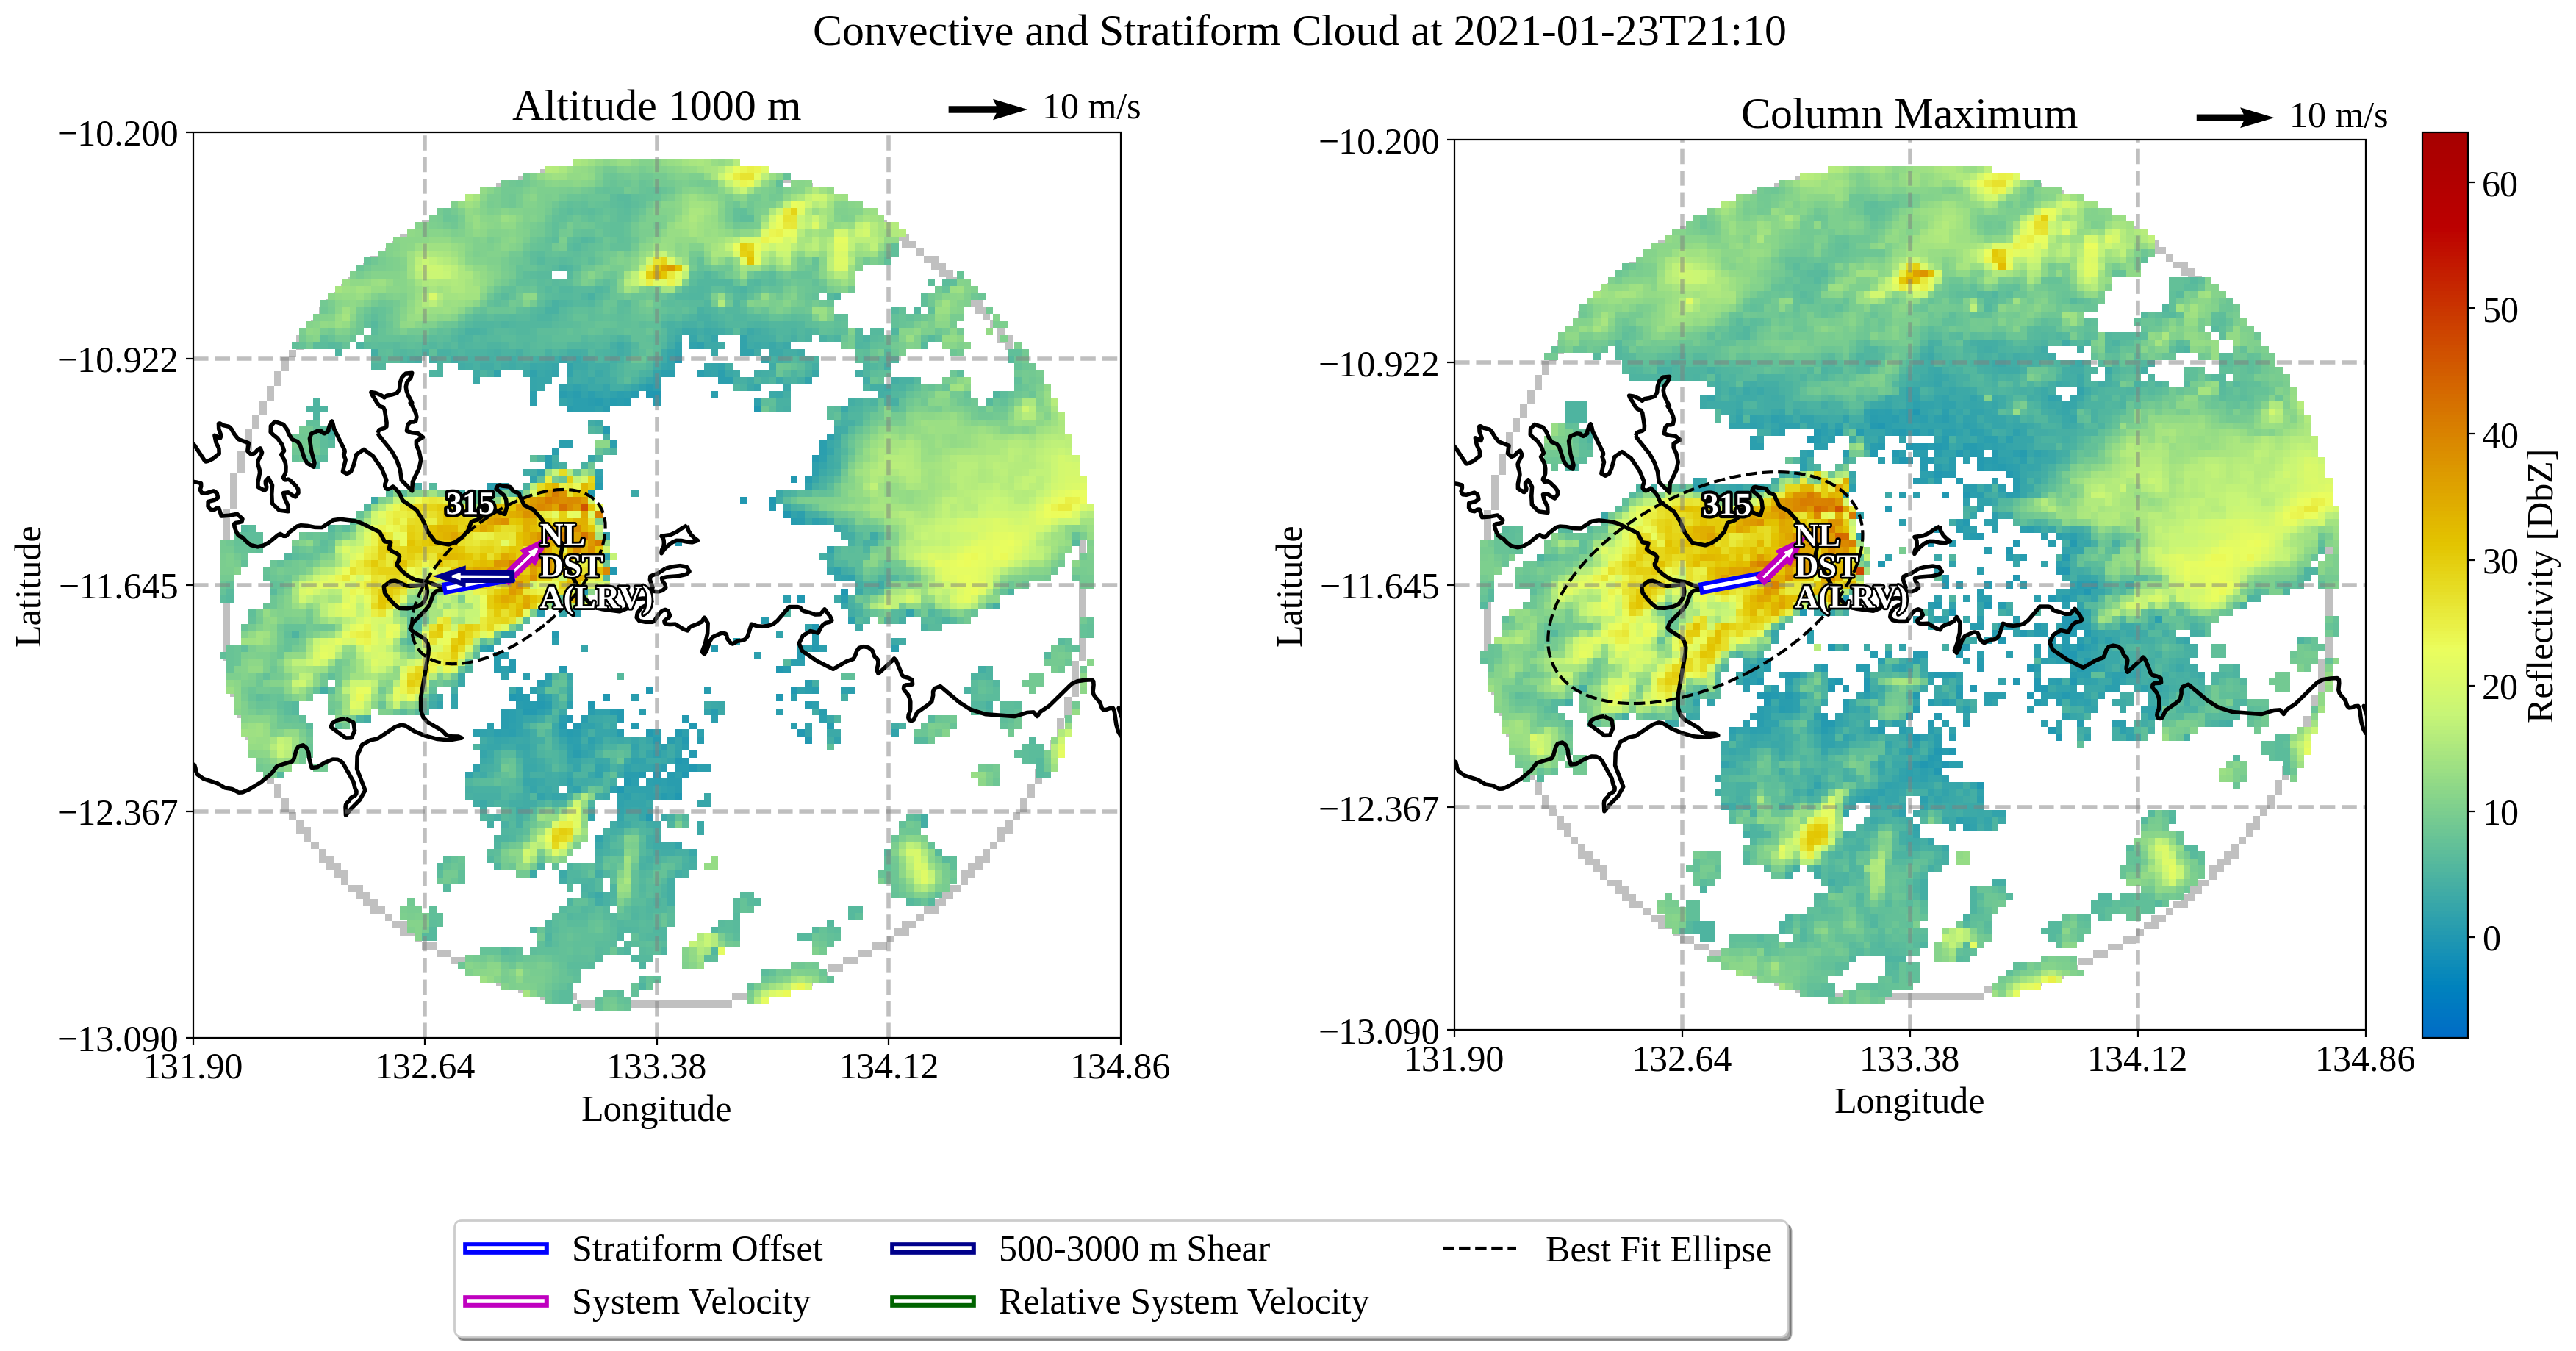 Convective and Stratiform Cloud at 2021-01-23T21:10
Altitude 1000 m
10 m/s
−10.200
−10.922
−11.645
−12.367
−13.090
Latitude
131.90
132.64
133.38
134.12
134.86
Longitude
315
NL
DST
A(LRV)
Column Maximum
10 m/s
−10.200
−10.922
−11.645
−12.367
−13.090
Latitude
131.90
132.64
133.38
134.12
134.86
Longitude
315
NL
DST
A(LRV)
60
50
40
30
20
10
0
Reflectivity [DbZ]
Stratiform Offset
System Velocity
500-3000 m Shear
Relative System Velocity
Best Fit Ellipse